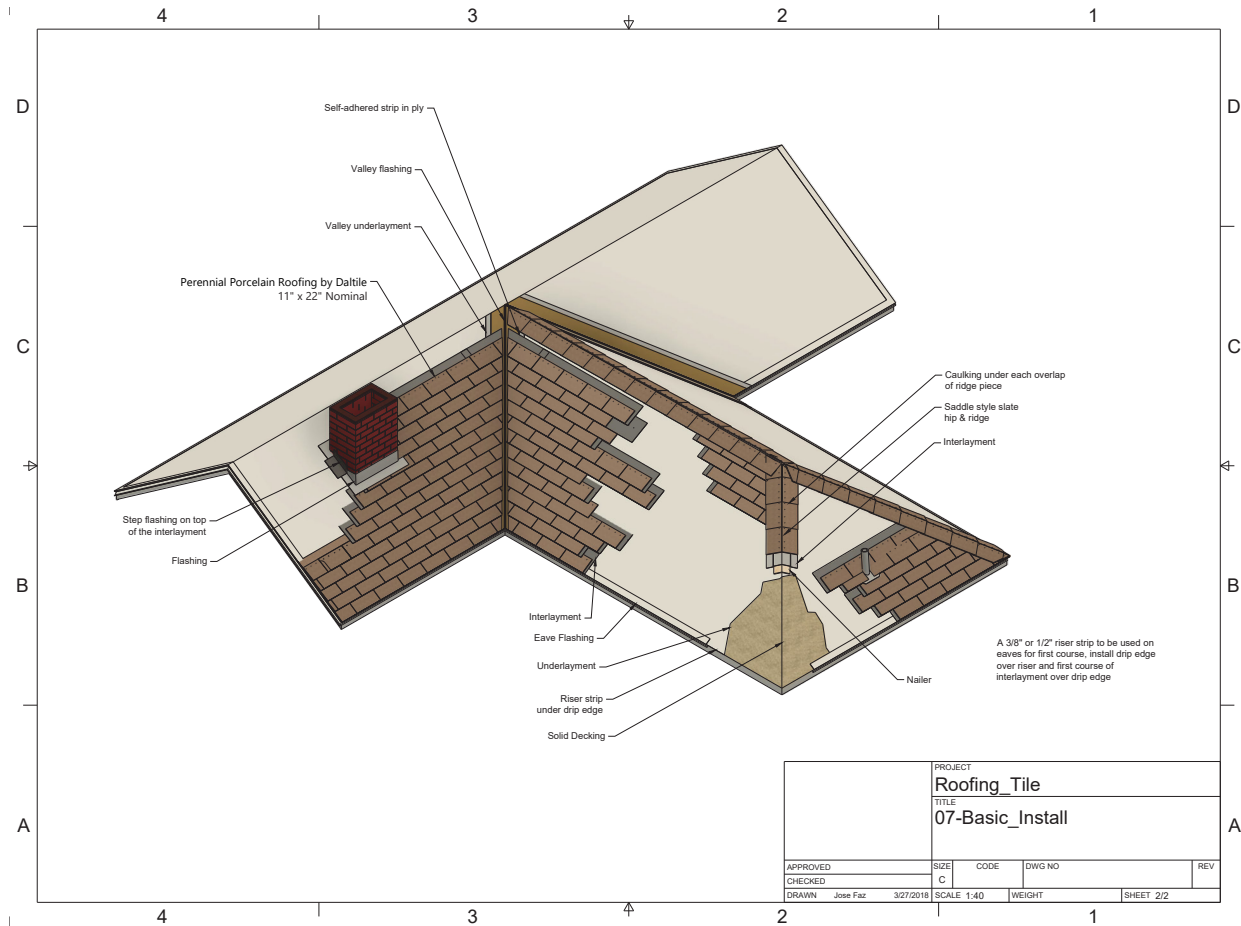 4 3 2 1
D D
Self-adhered strip in ply
Valley flashing
Valley underlayment
Perennial Porcelain Roofing by Daltile
11" x 22" Nominal
C C
Caulking under each overlap
of ridge piece
Saddle style slate
hip & ridge
Interlayment
Step flashing on top
of the interlayment
Flashing
B B
Interlayment
Eave Flashing
Underlayment
Riser strip
under drip edge
Solid Decking
Nailer
A 3/8" or 1/2" riser strip to be used on
eaves for first course, install drip edge
over riser and first course of
interlayment over drip edge
A A
PROJECT
Roofing_Tile
TITLE
07-Basic_Install
APPROVED
CHECKED
DRAWN Jose Faz 3/27/2018
SIZE CODE DWG NO REV
C
SCALE 1:40 WEIGHT SHEET 2/2
4 3 2 1